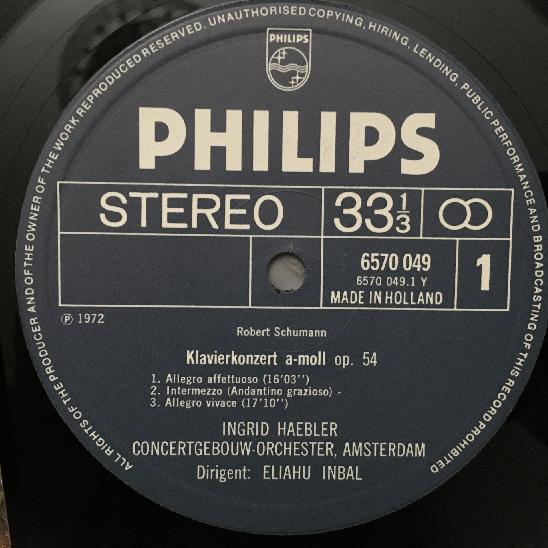 ALL RIGHTS OF THE PRODUCER AND OF THE OWNER OF THE WORK REPRODUCED RESERVED. UNAUTHORISED COPYING, HIRING, LENDING, PUBLIC PERFORMANCE AND BROADCASTING OF THIS RECORD PROHIBITED
PHILIPS
PHILIPS
STEREO
33 1/3
6570 049
6570 049.1 Y
MADE IN HOLLAND
1
℗ 1972
Robert Schumann
Klavierkonzert a-moll op. 54
1. Allegro affettuoso (16'03")
2. Intermezzo (Andantino grazioso) -
3. Allegro vivace (17'10")
INGRID HAEBLER
CONCERTGEBOUW-ORCHESTER, AMSTERDAM
Dirigent: ELIAHU INBAL